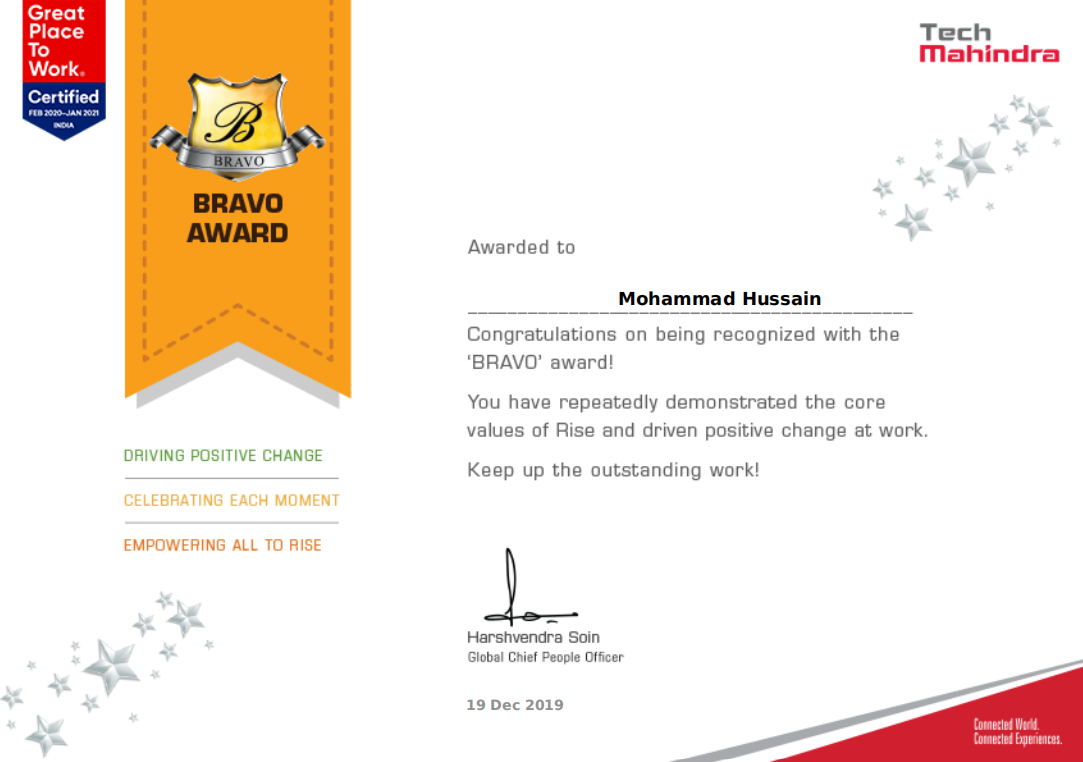 Great
Place
To
Work.
Certified
FEB 2020–JAN 2021
INDIA
B
BRAVO
BRAVO
AWARD
DRIVING POSITIVE CHANGE
CELEBRATING EACH MOMENT
EMPOWERING ALL TO RISE
Tech
Mahindra
Awarded to
Mohammad Hussain
Congratulations on being recognized with the
‘BRAVO’ award!
You have repeatedly demonstrated the core
values of Rise and driven positive change at work.
Keep up the outstanding work!
Harshvendra Soin
Global Chief People Officer
19 Dec 2019
Connected World.
Connected Experiences.